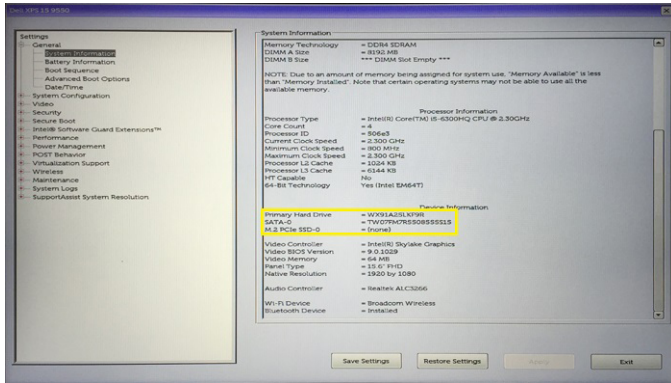 Dell XPS 15 9550
Settings
General
System Information
Battery Information
Boot Sequence
Advanced Boot Options
Date/Time
System Configuration
Video
Security
Secure Boot
Intel® Software Guard Extensions™
Performance
Power Management
POST Behavior
Virtualization Support
Wireless
Maintenance
System Logs
SupportAssist System Resolution
System Information
Memory Technology = DDR4 SDRAM
DIMM A Size = 8192 MB
DIMM B Size *** DIMM Slot Empty ***
NOTE: Due to an amount of memory being assigned for system use, "Memory Available" is less
than "Memory Installed". Note that certain operating systems may not be able to use all the
available memory.
Processor Information
Processor Type = Intel(R) Core(TM) i5-6300HQ CPU @ 2.30GHz
Core Count = 4
Processor ID = 506e3
Current Clock Speed = 2.300 GHz
Minimum Clock Speed = 800 MHz
Maximum Clock Speed = 2.300 GHz
Processor L2 Cache = 1024 KB
Processor L3 Cache = 6144 KB
HT Capable No
64-Bit Technology Yes (Intel EM64T)
Device Information
Primary Hard Drive
SATA-0
M.2 PCIe SSD-0 = (none)
Video Controller = Intel(R) Skylake Graphics
Video BIOS Version = 9.0.1029
Video Memory = 64 MB
Panel Type = 15.6" FHD
Native Resolution = 1920 by 1080
Audio Controller = Realtek ALC3266
Wi-Fi Device = Broadcom Wireless
Bluetooth Device = Installed
Save Settings
Restore Settings
Apply
Exit